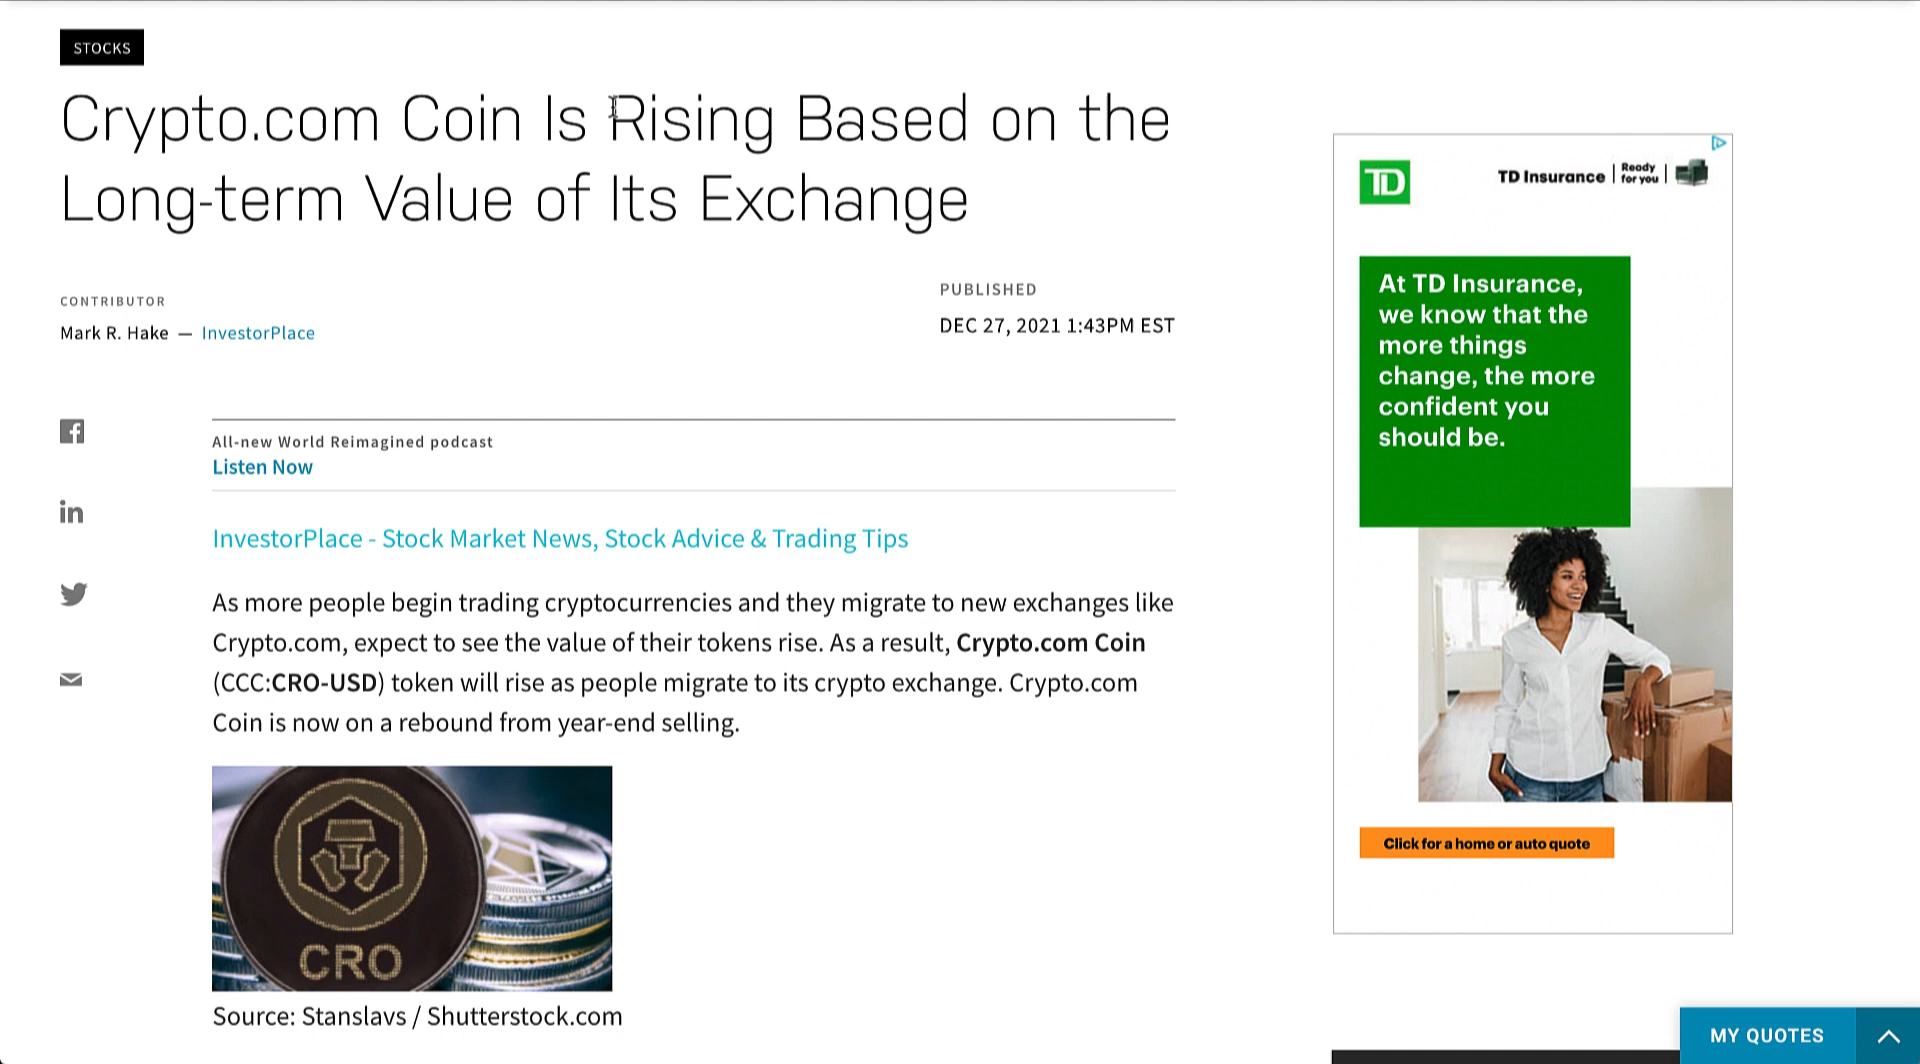 STOCKS
Crypto.com Coin Is Rising Based on the
Long-term Value of Its Exchange
CONTRIBUTOR
Mark R. Hake — InvestorPlace
PUBLISHED
DEC 27, 2021 1:43PM EST
All-new World Reimagined podcast
Listen Now
InvestorPlace - Stock Market News, Stock Advice & Trading Tips
As more people begin trading cryptocurrencies and they migrate to new exchanges like
Crypto.com, expect to see the value of their tokens rise. As a result, Crypto.com Coin
(CCC:CRO-USD) token will rise as people migrate to its crypto exchange. Crypto.com
Coin is now on a rebound from year-end selling.
CRO
Source: Stanslavs / Shutterstock.com
TD
TD Insurance
Ready
for you
At TD Insurance,
we know that the
more things
change, the more
confident you
should be.
Click for a home or auto quote
MY QUOTES